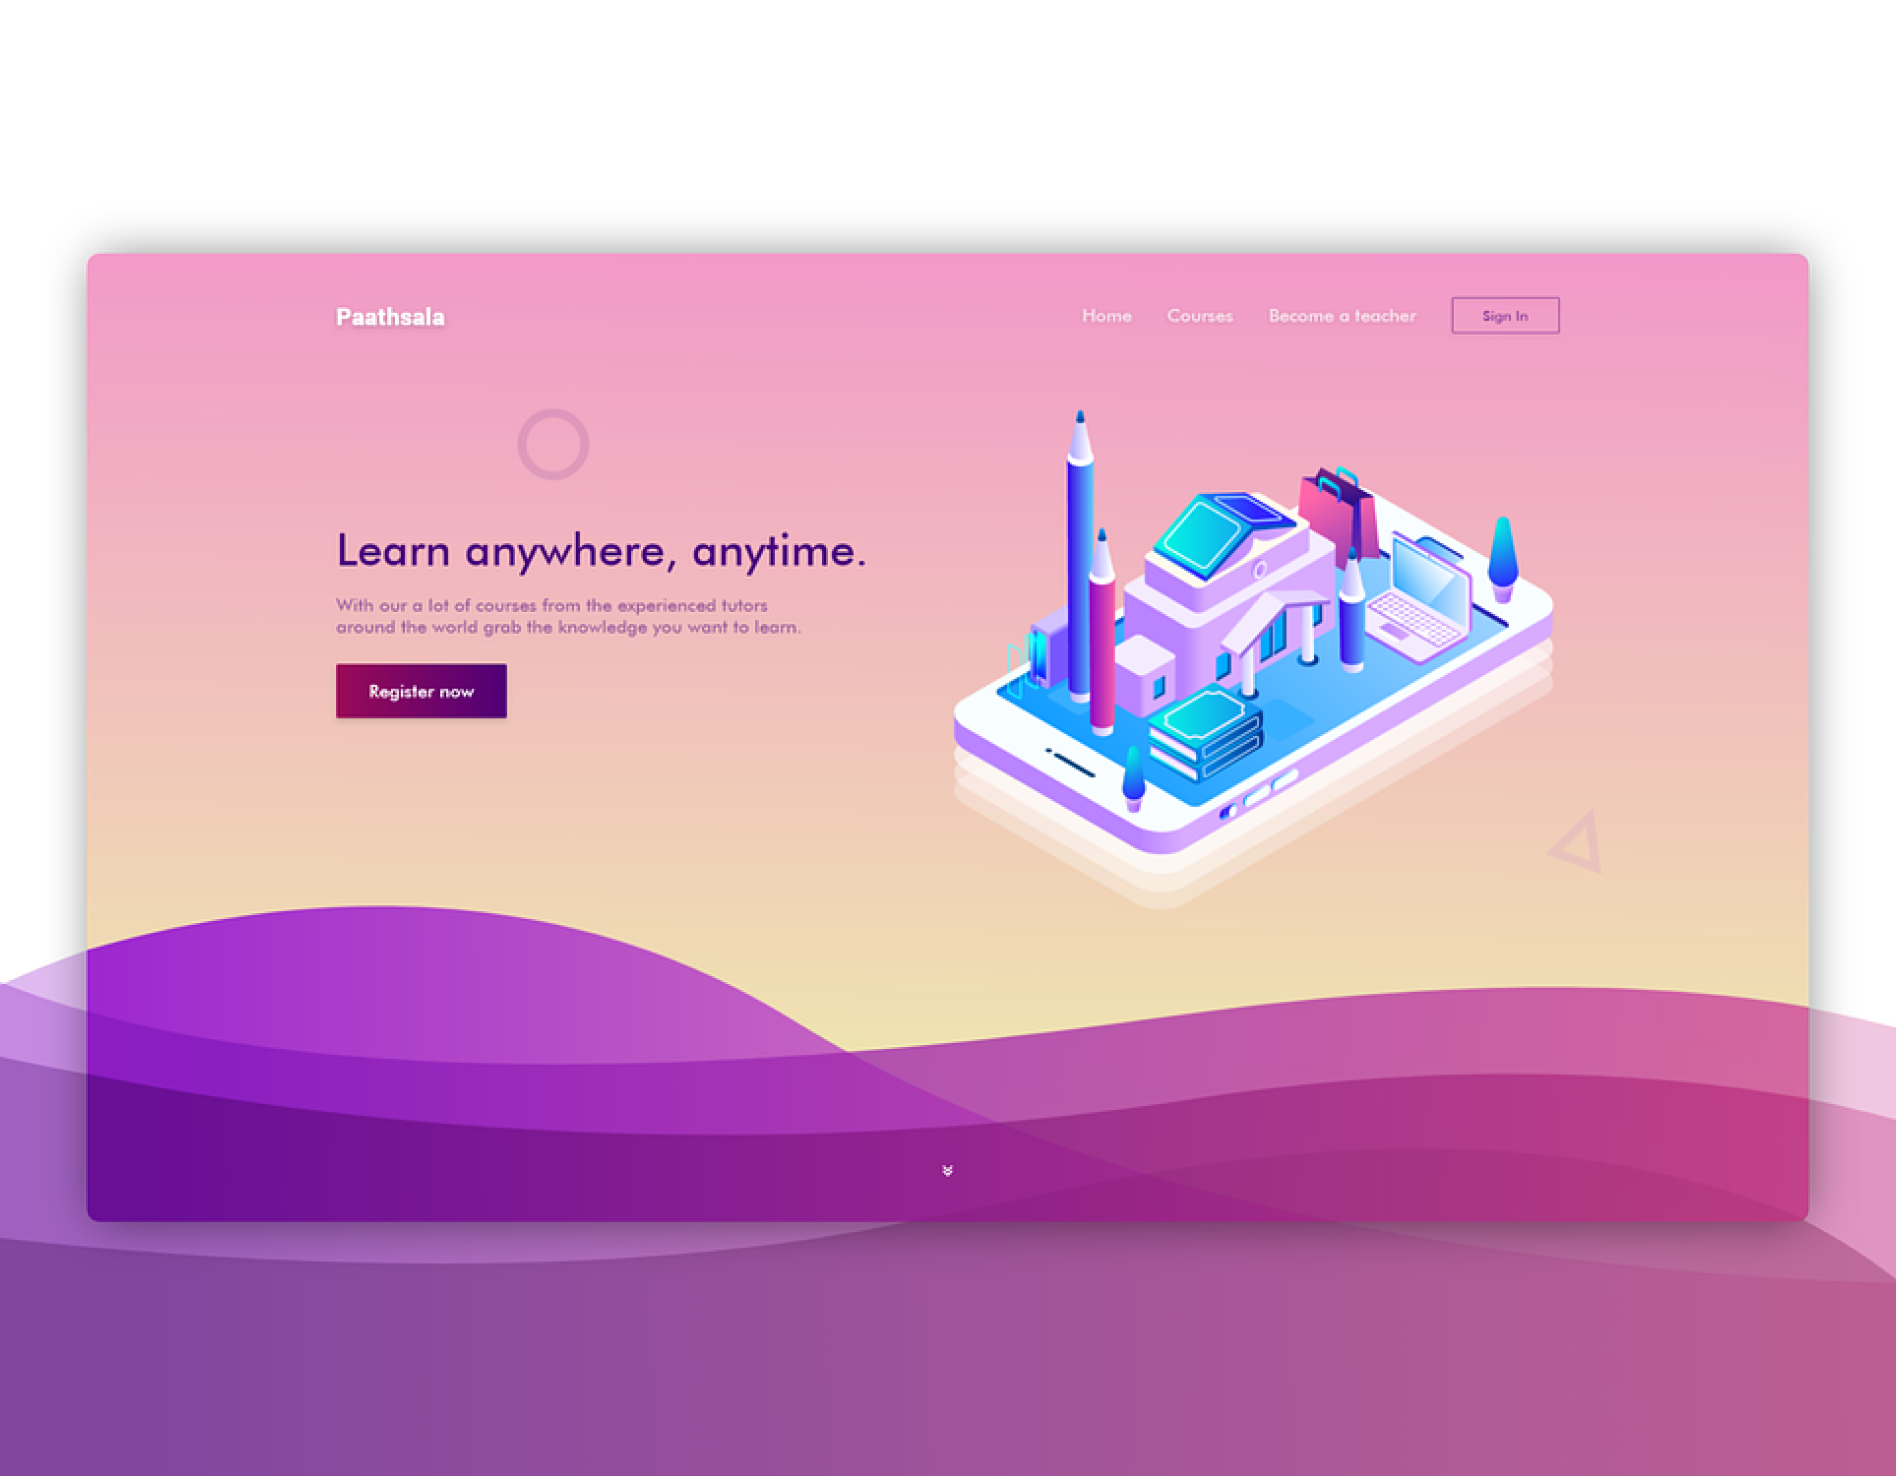 Paathsala
Home
Courses
Become a teacher
Sign In
Learn anywhere, anytime.
With our a lot of courses from the experienced tutors
around the world grab the knowledge you want to learn.
Register now